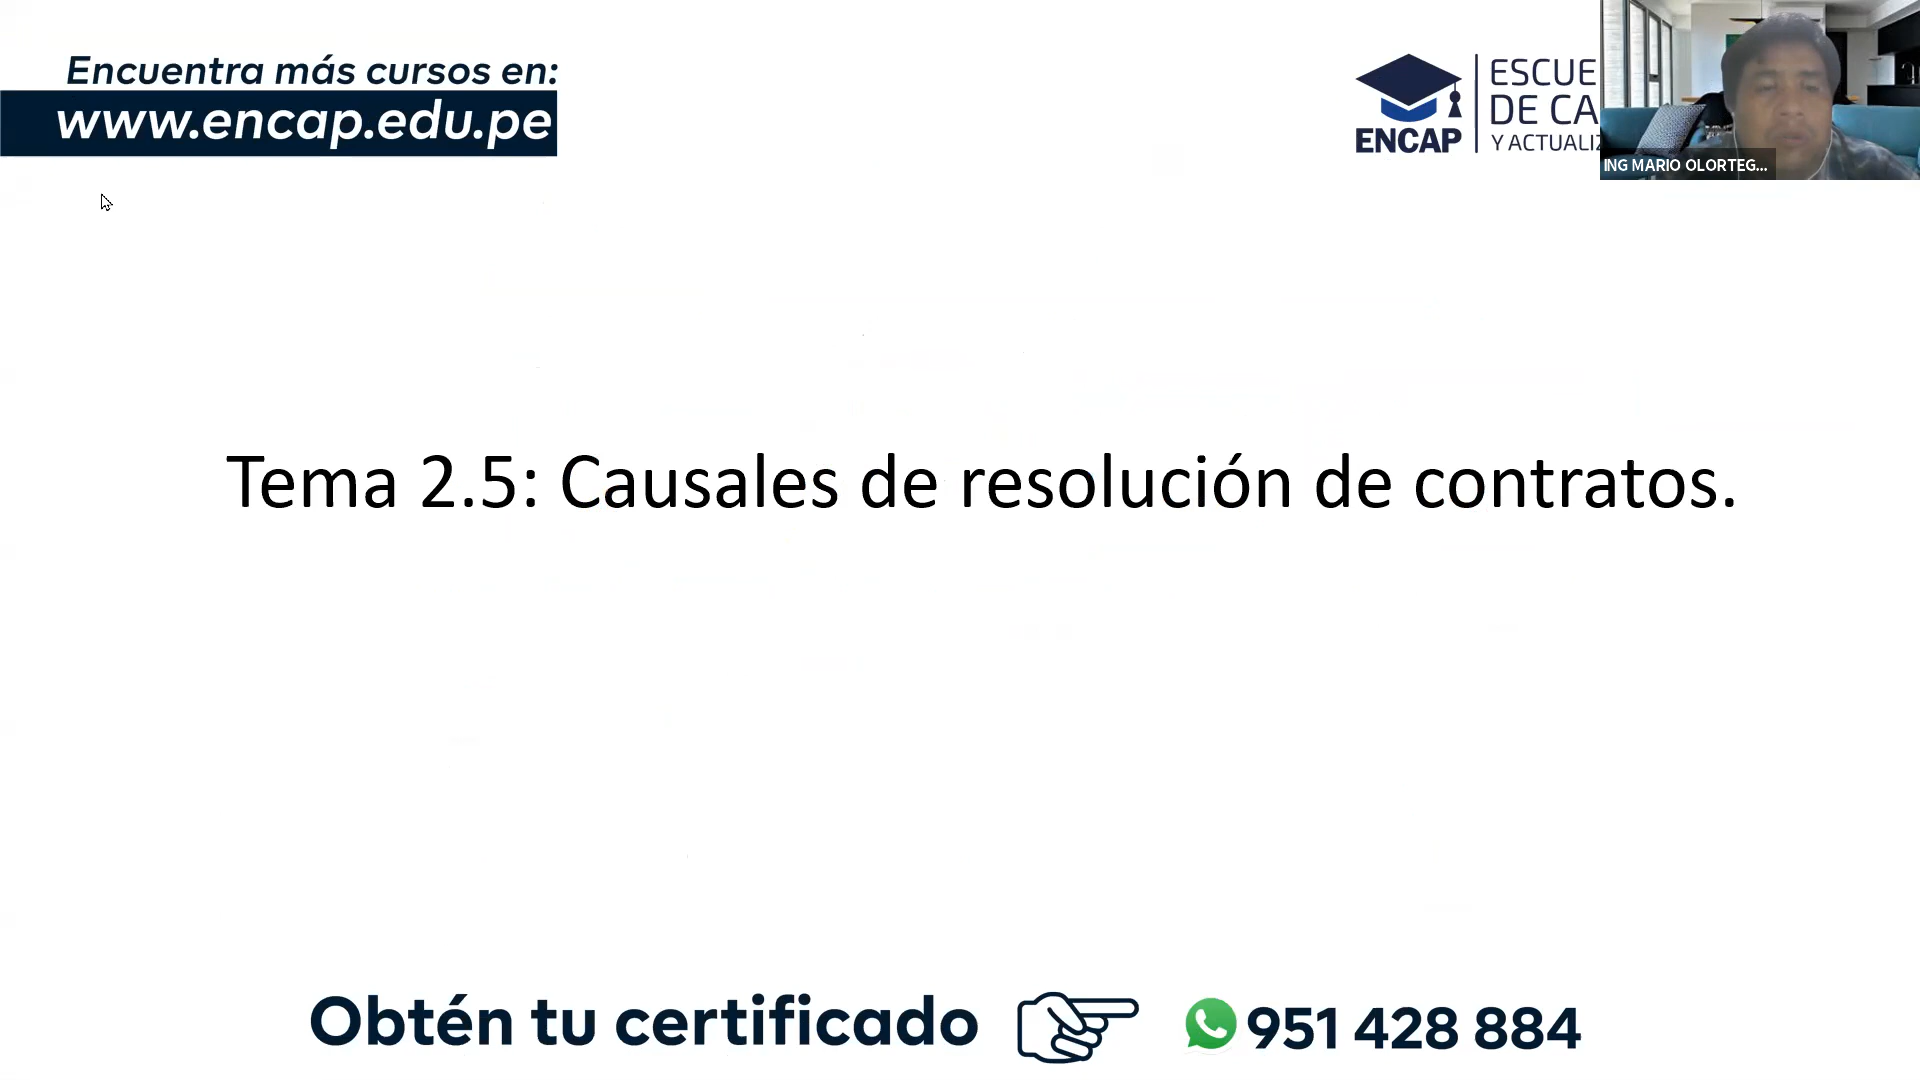 Encuentra más cursos en:
www.encap.edu.pe
ENCAP
ESCUE
DE CA
Y ACTUALIZ
ING MARIO OLORTEG...
Tema 2.5: Causales de resolución de contratos.
Obtén tu certificado
951 428 884